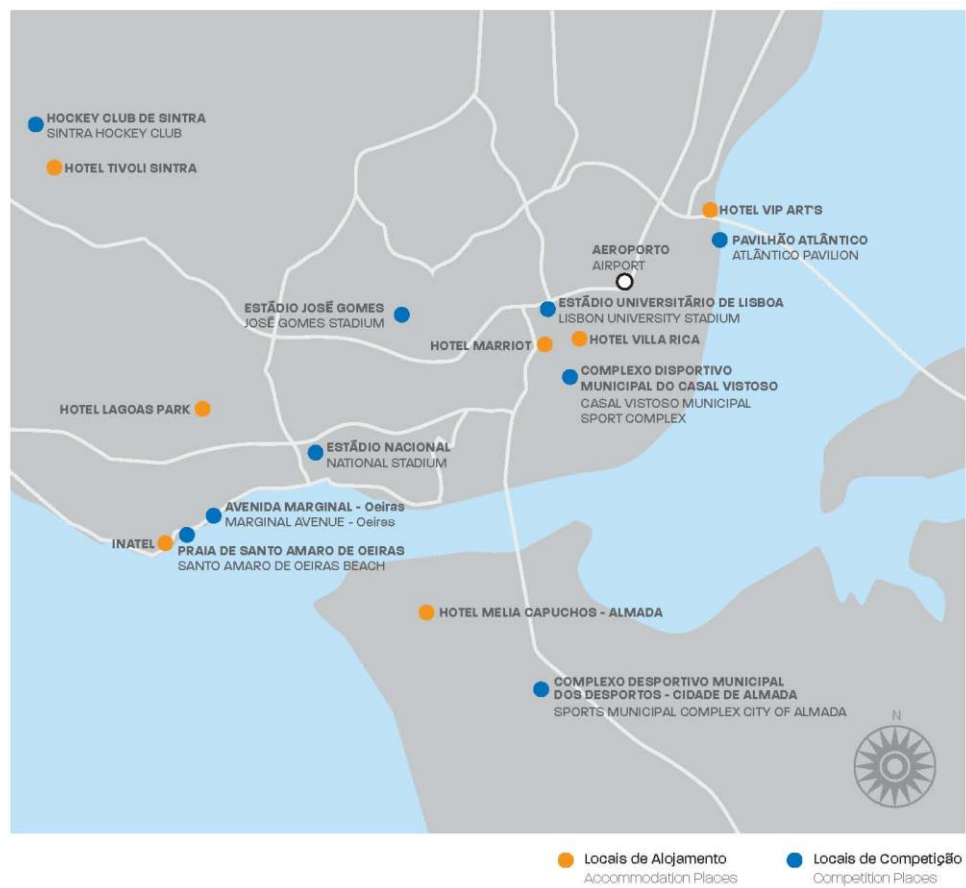 HOCKEY CLUB DE SINTRA
SINTRA HOCKEY CLUB
HOTEL TIVOLI SINTRA
HOTEL VIP ART'S
PAVILHÃO ATLÂNTICO
ATLÂNTICO PAVILION
AEROPORTO
AIRPORT
ESTÁDIO JOSÉ GOMES
JOSÉ GOMES STADIUM
ESTÁDIO UNIVERSITÁRIO DE LISBOA
LISBON UNIVERSITY STADIUM
HOTEL MARRIOT
HOTEL VILLA RICA
COMPLEXO DISPORTIVO
MUNICIPAL DO CASAL VISTOSO
CASAL VISTOSO MUNICIPAL
SPORT COMPLEX
HOTEL LAGOAS PARK
ESTÁDIO NACIONAL
NATIONAL STADIUM
AVENIDA MARGINAL - Oeiras
MARGINAL AVENUE - Oeiras
INATEL
PRAIA DE SANTO AMARO DE OEIRAS
SANTO AMARO DE OEIRAS BEACH
HOTEL MELIA CAPUCHOS - ALMADA
COMPLEXO DESPORTIVO MUNICIPAL
DOS DESPORTOS - CIDADE DE ALMADA
SPORTS MUNICIPAL COMPLEX CITY OF ALMADA
N
Locais de Alojamento
Accommodation Places
Locais de Competição
Competition Places